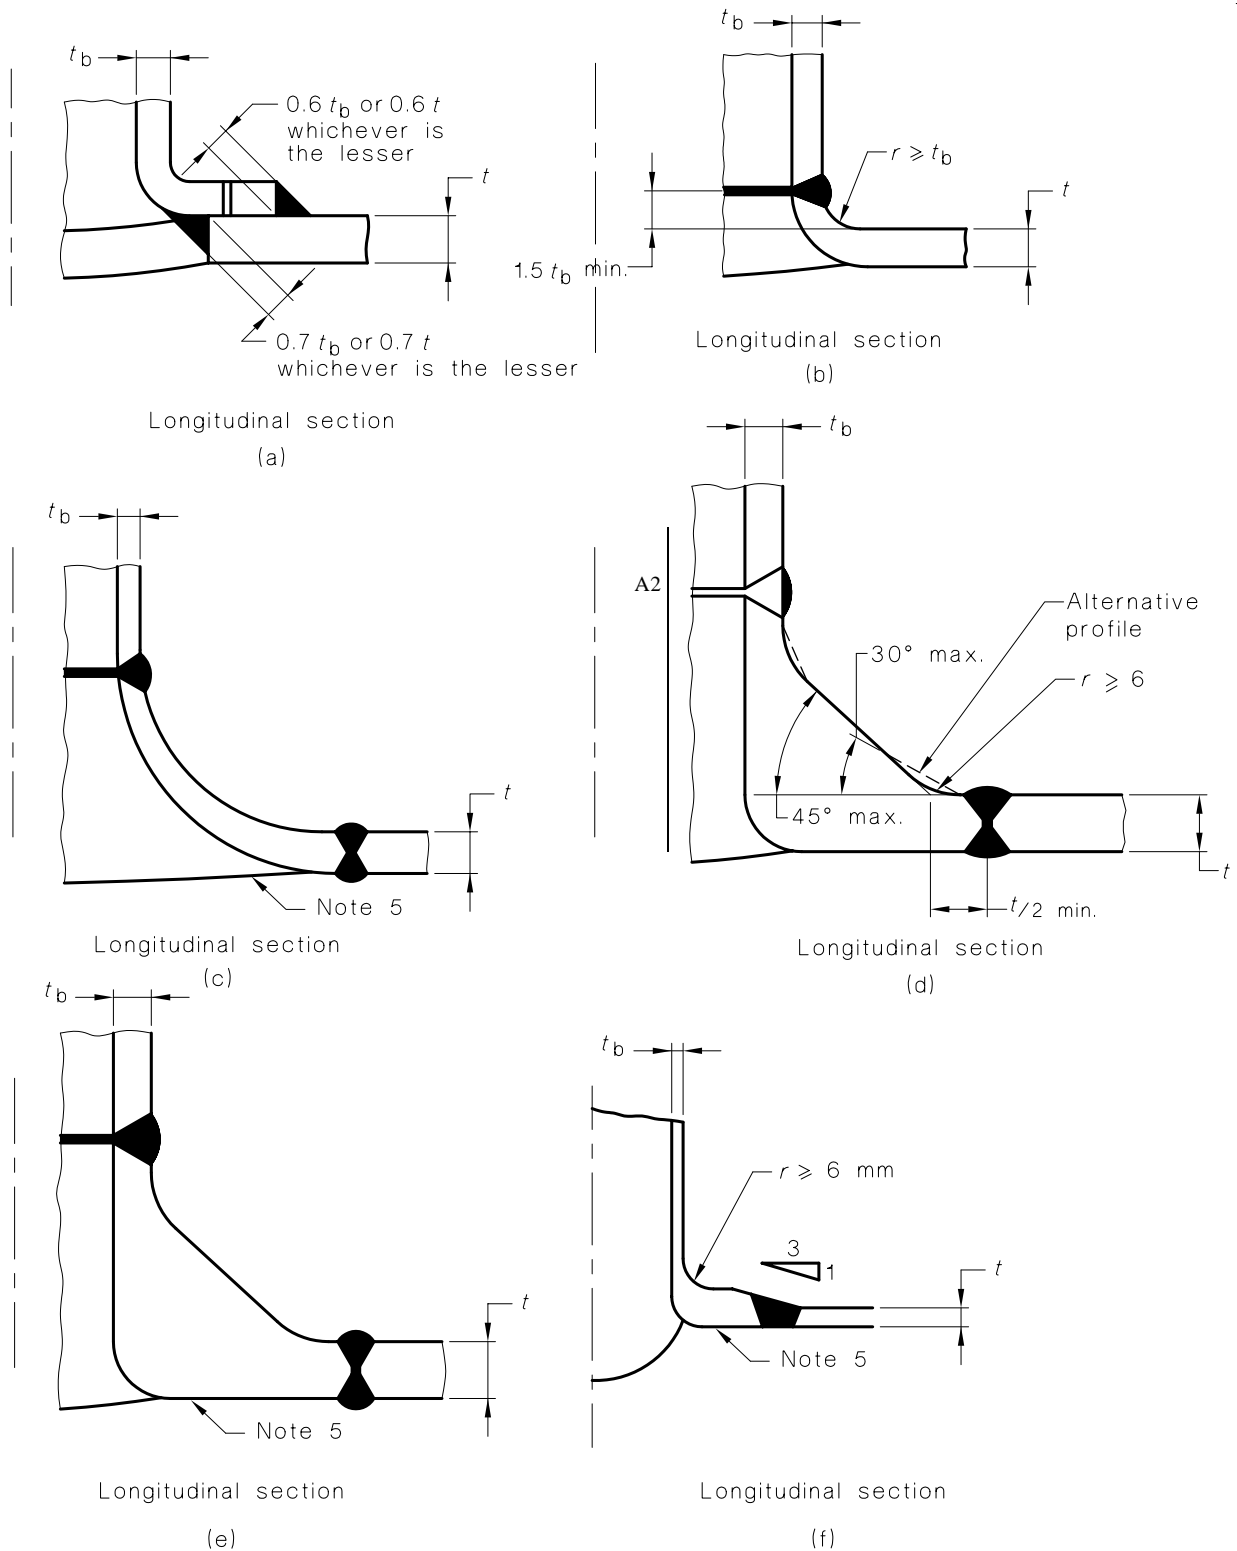 t_b
0.6 t_b or 0.6 t
whichever is
the lesser
t
0.7 t_b or 0.7 t
whichever is the lesser
Longitudinal section
(a)
t_b
r ⩾ t_b
t
1.5 t_b min.
Longitudinal section
(b)
t_b
t
Note 5
Longitudinal section
(c)
t_b
A2
Alternative
profile
30° max.
r ⩾ 6
45° max.
t
t/2 min.
Longitudinal section
(d)
t_b
t
Note 5
Longitudinal section
(e)
t_b
r ⩾ 6 mm
3
1
t
Note 5
Longitudinal section
(f)